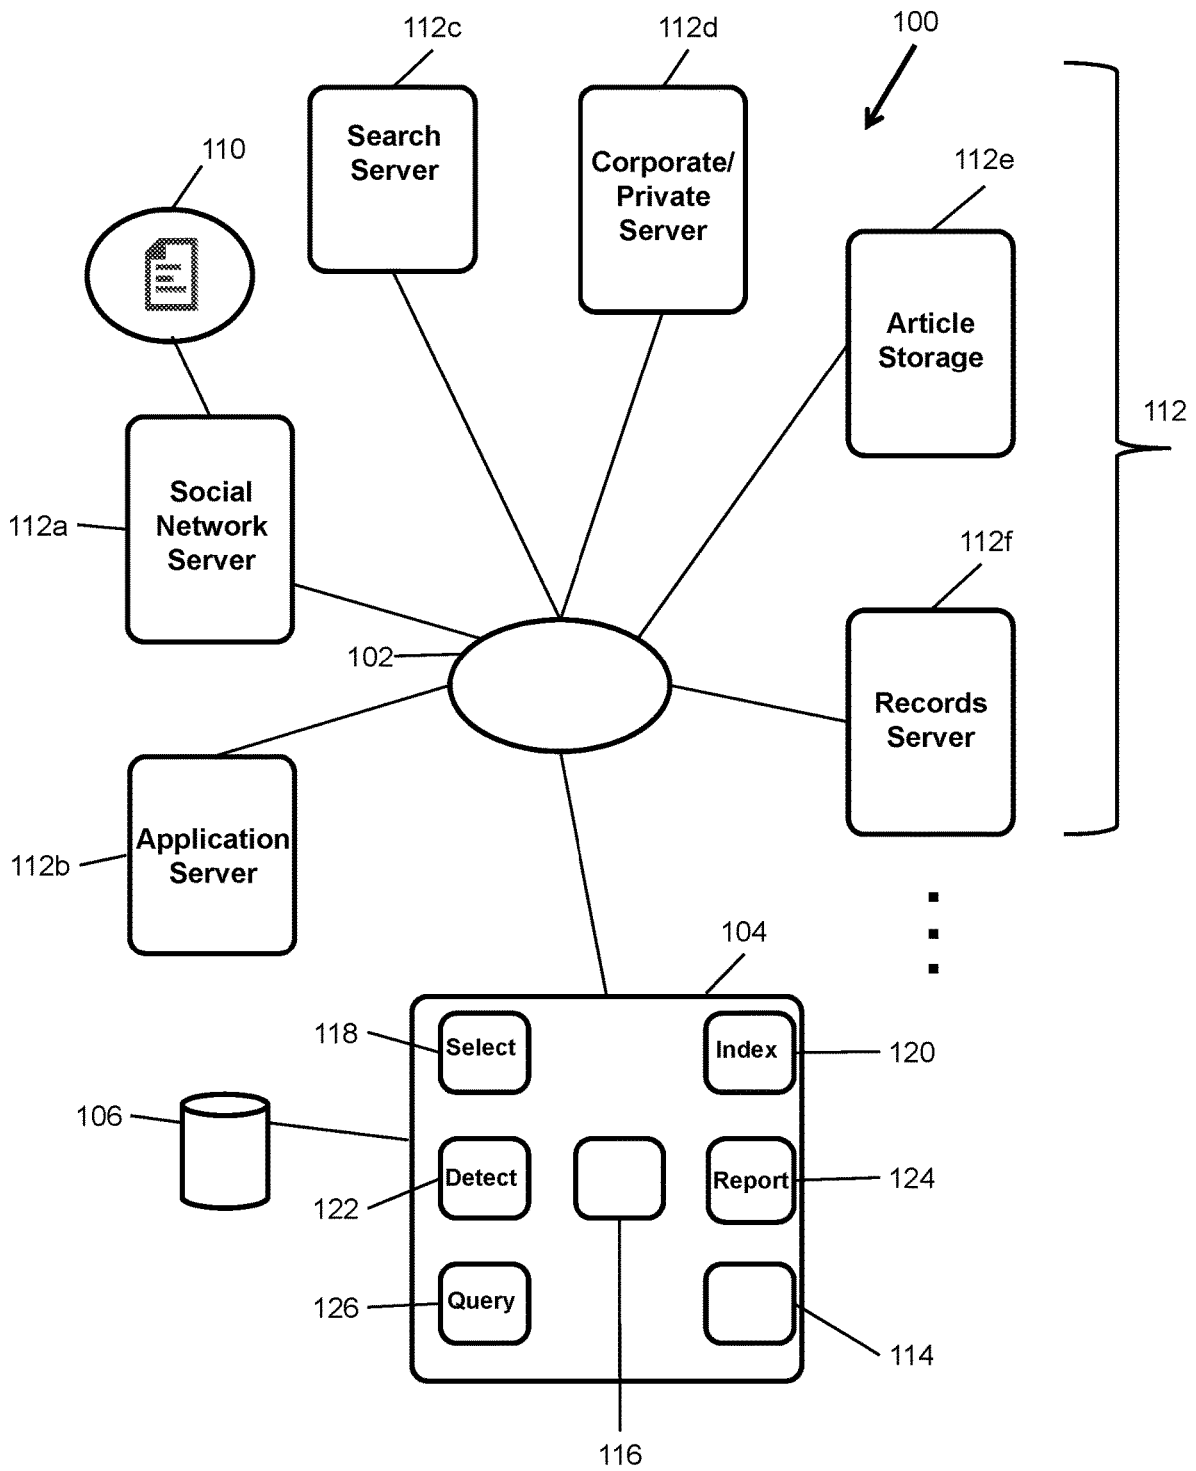 100
112c
112d
110
Search
Server
Corporate/
Private
Server
112e
Article
Storage
112
Social
Network
Server
112a
112f
102
Records
Server
Application
Server
112b
104
118
Select
Index
120
106
Detect
Report
124
122
Query
126
114
116